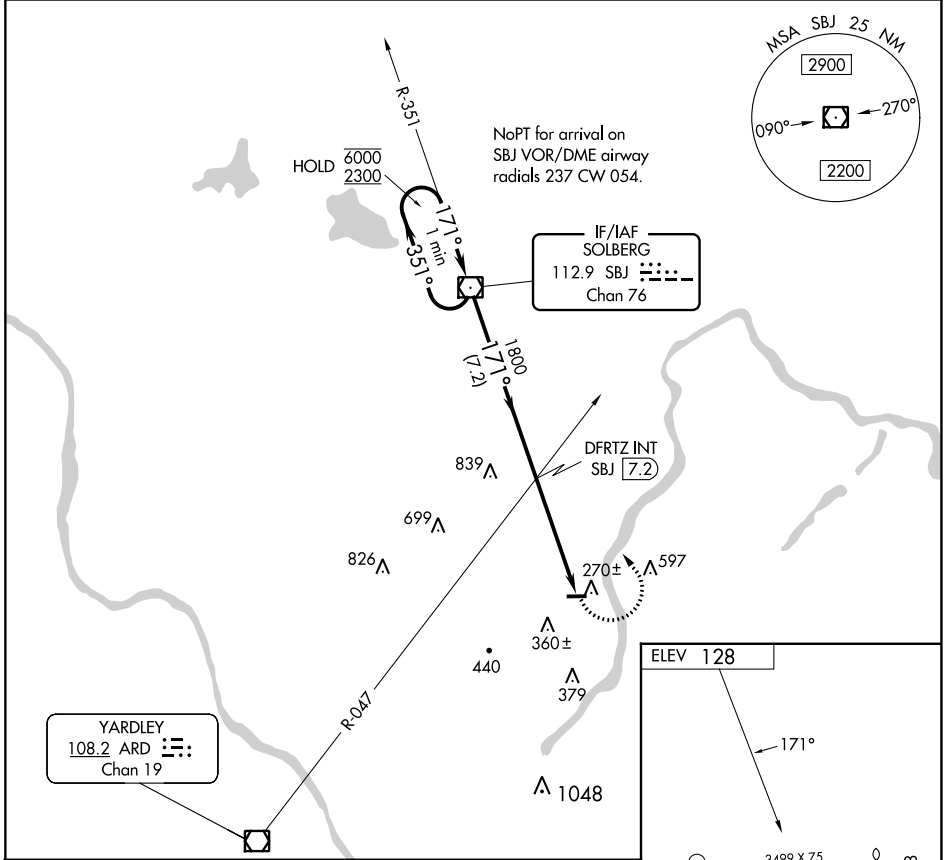 MSA SBJ 25 NM
2900
090°
270°
2200
R-351
HOLD 6000
2300
NoPT for arrival on
SBJ VOR/DME airway
radials 237 CW 054.
171°
1 min
351°
IF/IAF
SOLBERG
112.9 SBJ
Chan 76
1800
171°
(7.2)
DFRTZ INT
SBJ 7.2
839
699
826
270±
597
360±
440
379
R-047
YARDLEY
108.2 ARD
Chan 19
1048
ELEV 128
171°